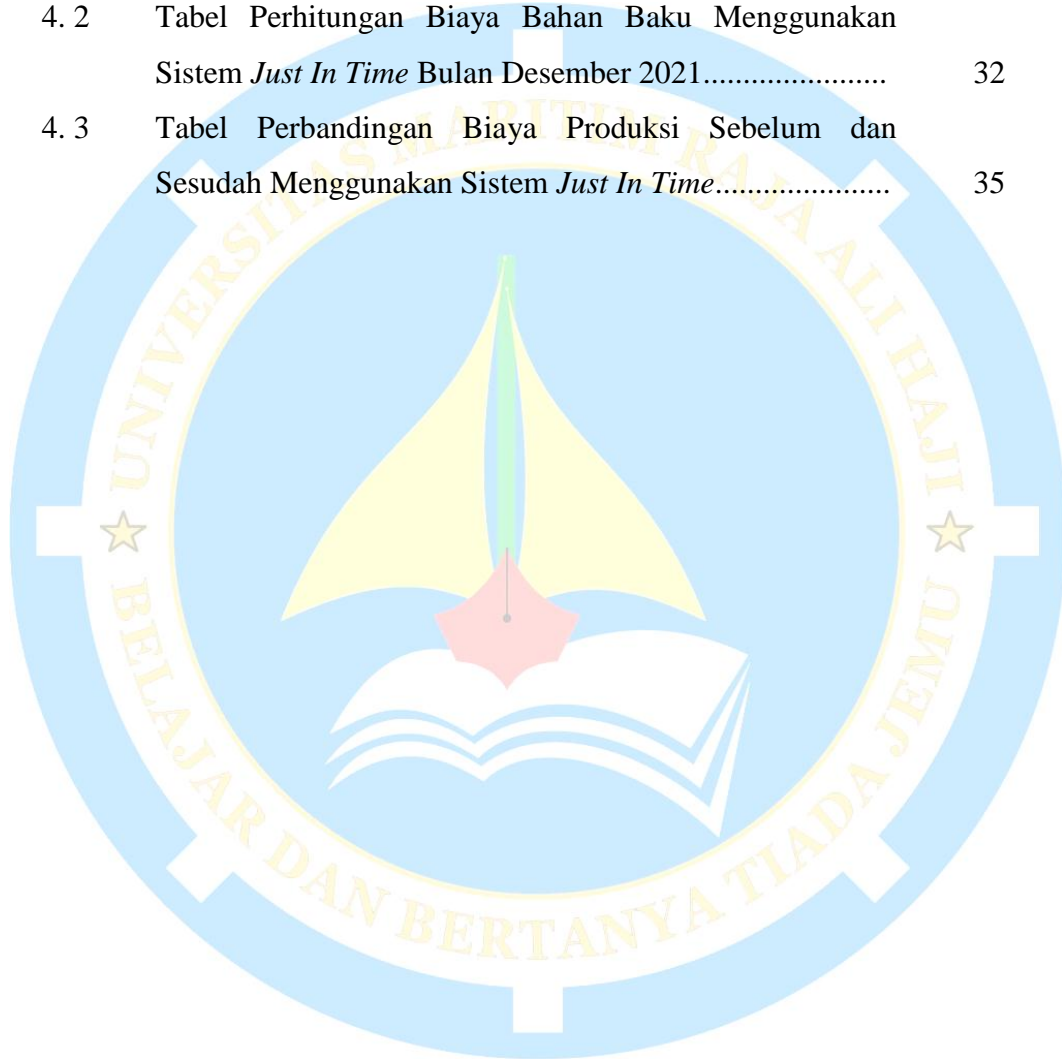 4. 2 Tabel Perhitungan Biaya Bahan Baku Menggunakan
Sistem Just In Time Bulan Desember 2021....................... 32
4. 3 Tabel Perbandingan Biaya Produksi Sebelum dan
Sesudah Menggunakan Sistem Just In Time...................... 35
UNIVERSITAS MARITIM RAJA ALI HAJI
BELAJAR DAN BERTANYA TIADA JEMU